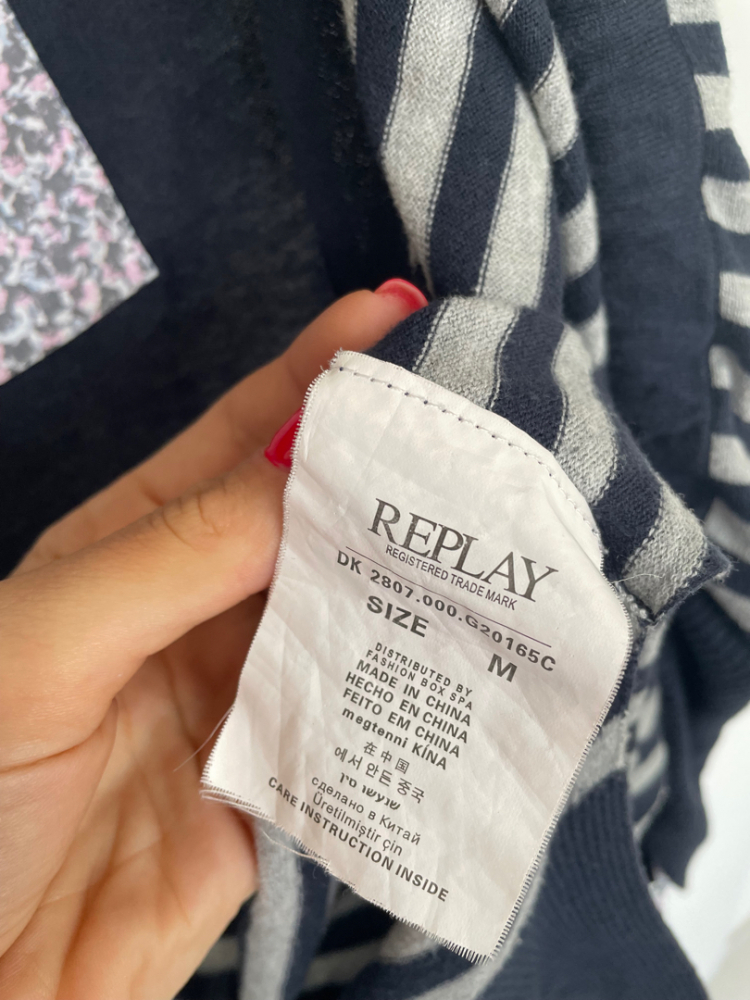 REPLAY
REGISTERED TRADE MARK
DK 2807.000.G20165C
SIZE M
DISTRIBUTED BY
FASHION BOX SPA
MADE IN CHINA
HECHO EN CHINA
FEITO EM CHINA
megtenni KÍNA
在中国
에서 만든 중국
сделано в Китай
Üretilmiştir çin
CARE INSTRUCTION INSIDE